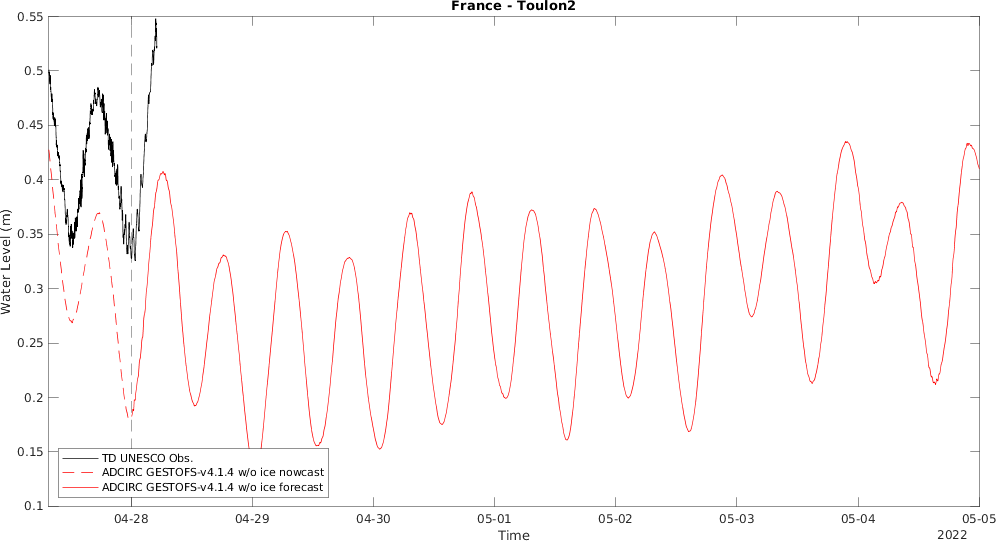 France - Toulon2
0.55
0.5
0.45
0.4
0.35
0.3
0.25
0.2
0.15
0.1
Water Level (m)
TD UNESCO Obs.
ADCIRC GESTOFS-v4.1.4 w/o ice nowcast
ADCIRC GESTOFS-v4.1.4 w/o ice forecast
04-28 04-29 04-30 05-01 05-02 05-03 05-04 05-05
Time
2022